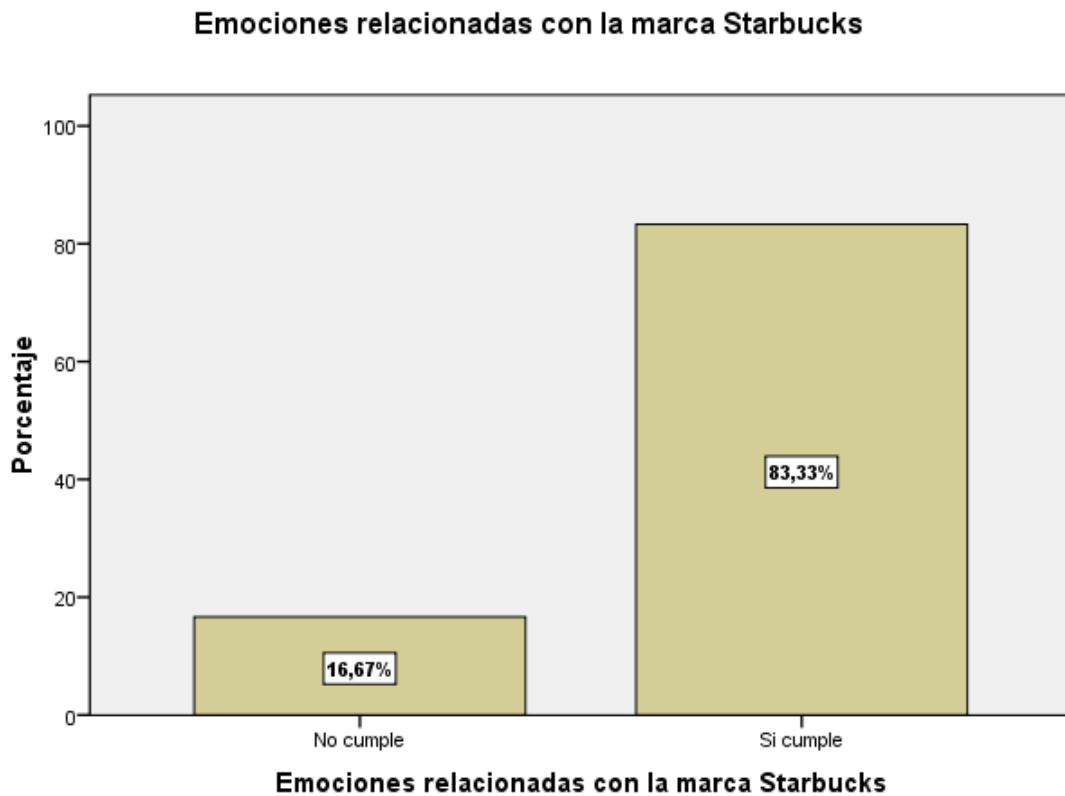 Emociones relacionadas con la marca Starbucks
Porcentaje
100
80
60
40
20
0
16,67%
83,33%
No cumple
Si cumple
Emociones relacionadas con la marca Starbucks